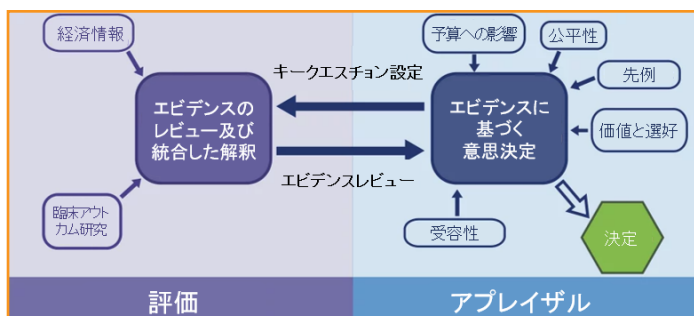 経済情報
エビデンスの
レビュー及び
統合した解釈
臨末アウト
カム研究
評価
キークエスチョン設定
エビデンスレビュー
予算への影響
公平性
先例
価値と選好
エビデンスに
基づく
意思決定
受容性
決定
アプレイザル